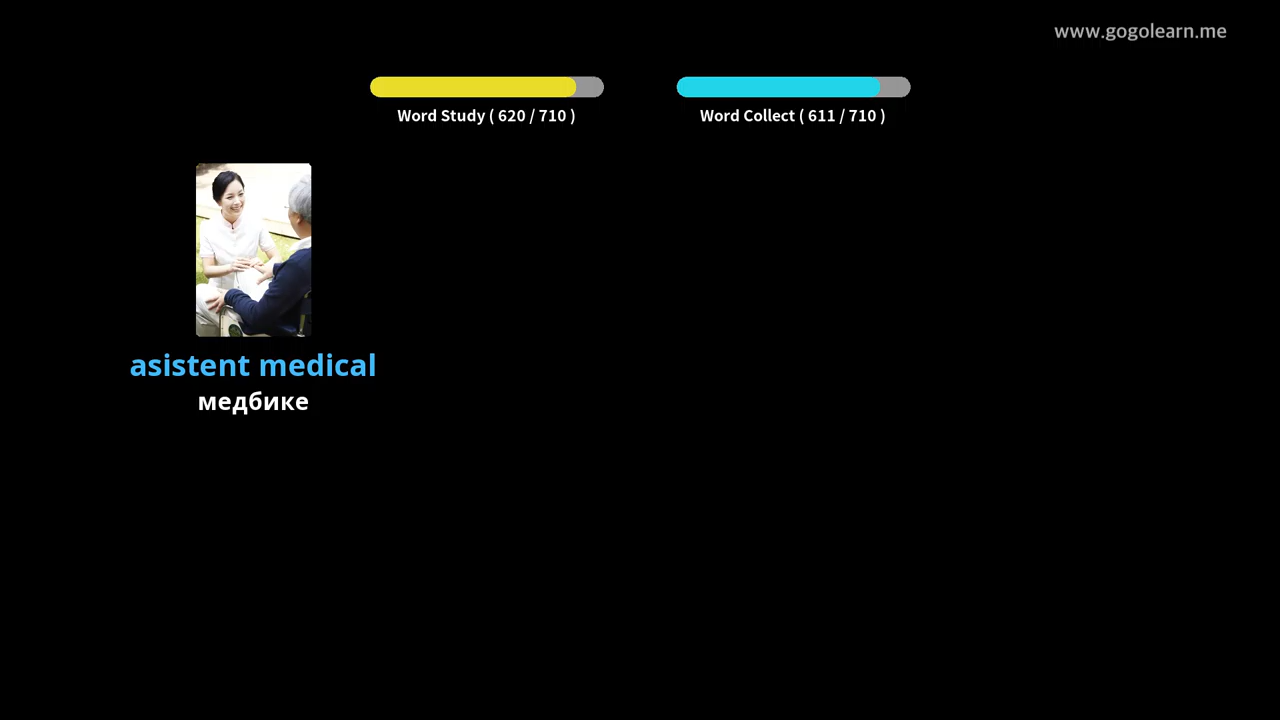 www.gogolearn.me
Word Study ( 620 / 710 )
Word Collect ( 611 / 710 )
asistent medical
медбике